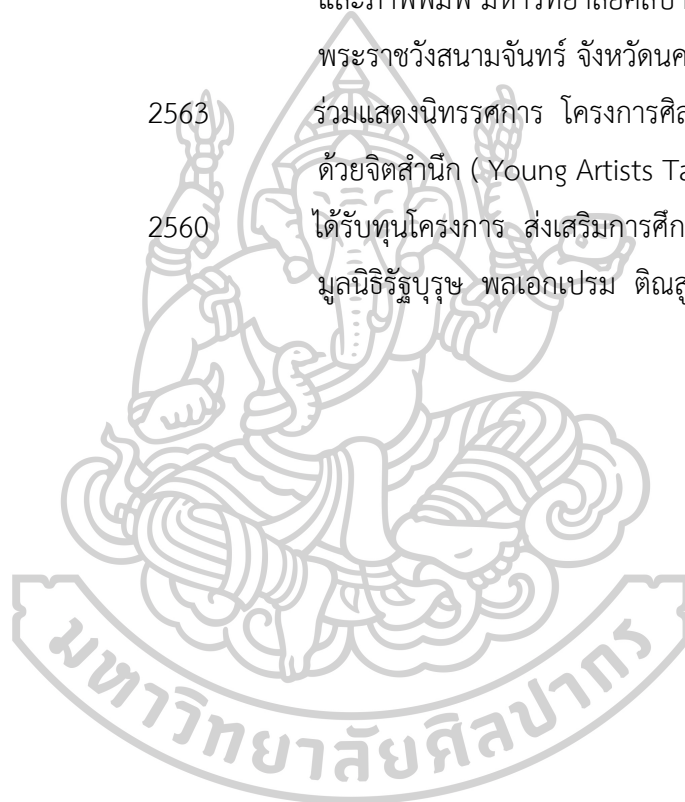 และภาพพิมพ์ มหาวิทยาลัยศิลปา
พระราชวังสนามจันทร์ จังหวัดนค
2563 ร่วมแสดงนิทรรศการ โครงการศิล
ด้วยจิตสำนึก ( Young Artists Ta
2560 ได้รับทุนโครงการ ส่งเสริมการศึก
มูลนิธิรัฐบุรุษ พลเอกเปรม ติณสู
มหาวิทยาลัยศิลปากร